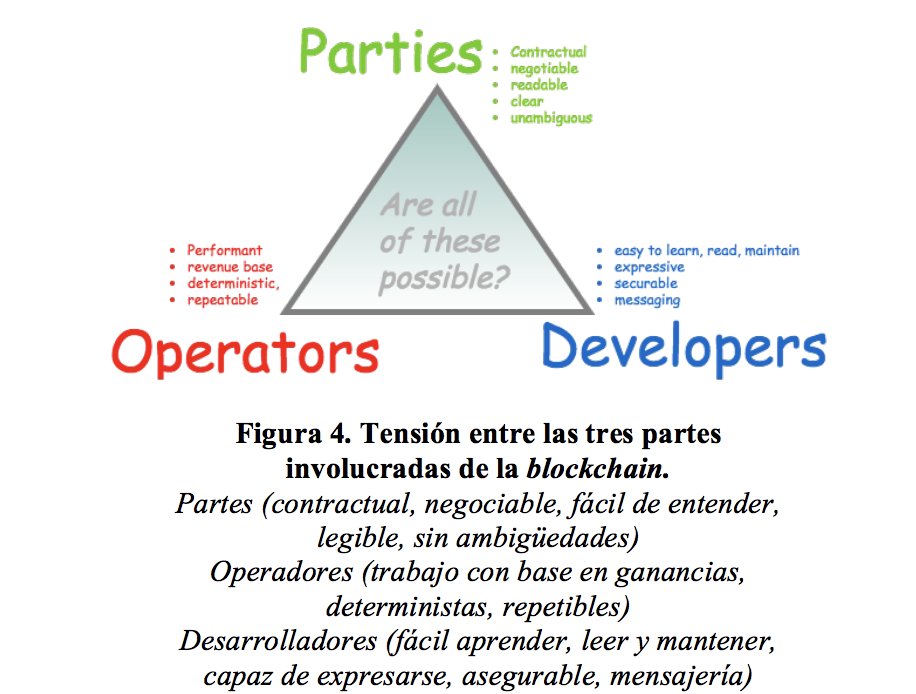 Parties
• Contractual
• negotiable
• readable
• clear
• unambiguous
Are all
of these
possible?
• Performant
• revenue base
• deterministic,
• repeatable
• easy to learn, read, maintain
• expressive
• securable
• messaging
Operators
Developers
Figura 4. Tensión entre las tres partes
involucradas de la blockchain.
Partes (contractual, negociable, fácil de entender,
legible, sin ambigüedades)
Operadores (trabajo con base en ganancias,
deterministas, repetibles)
Desarrolladores (fácil aprender, leer y mantener,
capaz de expresarse, asegurable, mensajería)